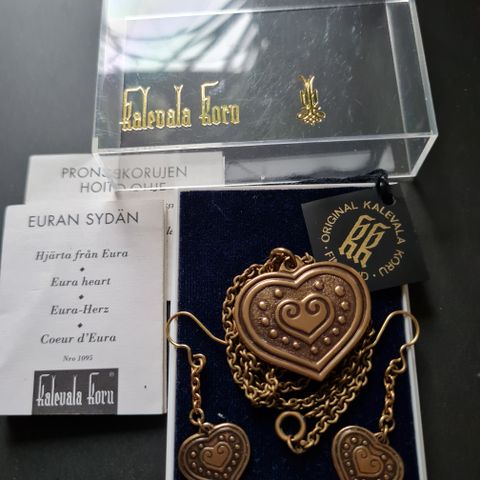 Kalevala Koru
PRONSSIKORUJEN
HOITO-OHJE
EURAN SYDÄN
Hjärta från Eura
Eura heart
Eura-Herz
Coeur d'Eura
Nro 1095
Kalevala Koru
ORIGINAL KALEVALA KORU